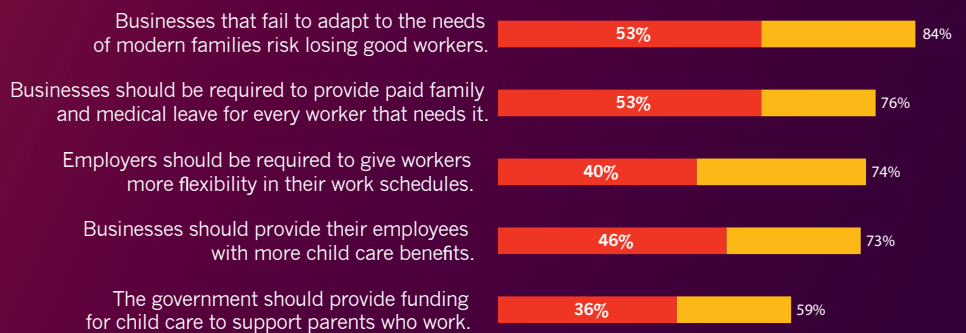 Businesses that fail to adapt to the needs
of modern families risk losing good workers.
53%
84%
Businesses should be required to provide paid family
and medical leave for every worker that needs it.
53%
76%
Employers should be required to give workers
more flexibility in their work schedules.
40%
74%
Businesses should provide their employees
with more child care benefits.
46%
73%
The government should provide funding
for child care to support parents who work.
36%
59%